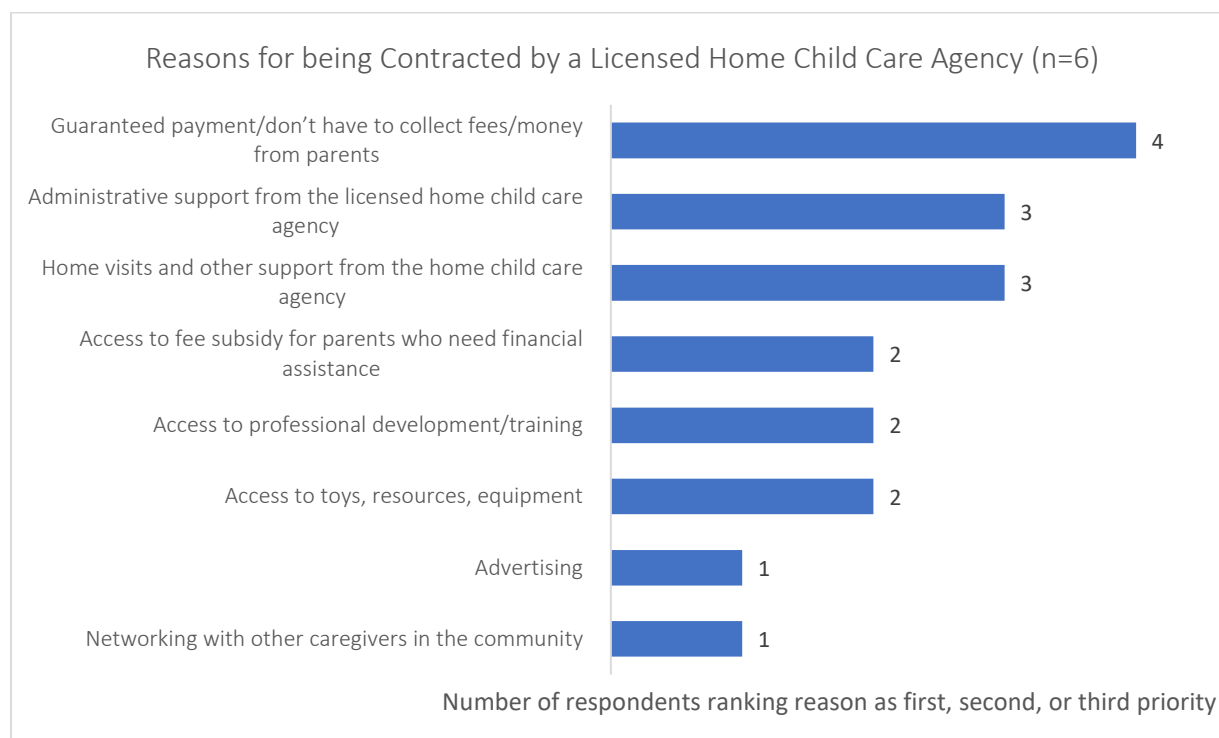 Reasons for being Contracted by a Licensed Home Child Care Agency (n=6)
Guaranteed payment/don’t have to collect fees/money
from parents
4
Administrative support from the licensed home child care
agency
3
Home visits and other support from the home child care
agency
3
Access to fee subsidy for parents who need financial
assistance
2
Access to professional development/training
2
Access to toys, resources, equipment
2
Advertising
1
Networking with other caregivers in the community
1
Number of respondents ranking reason as first, second, or third priority